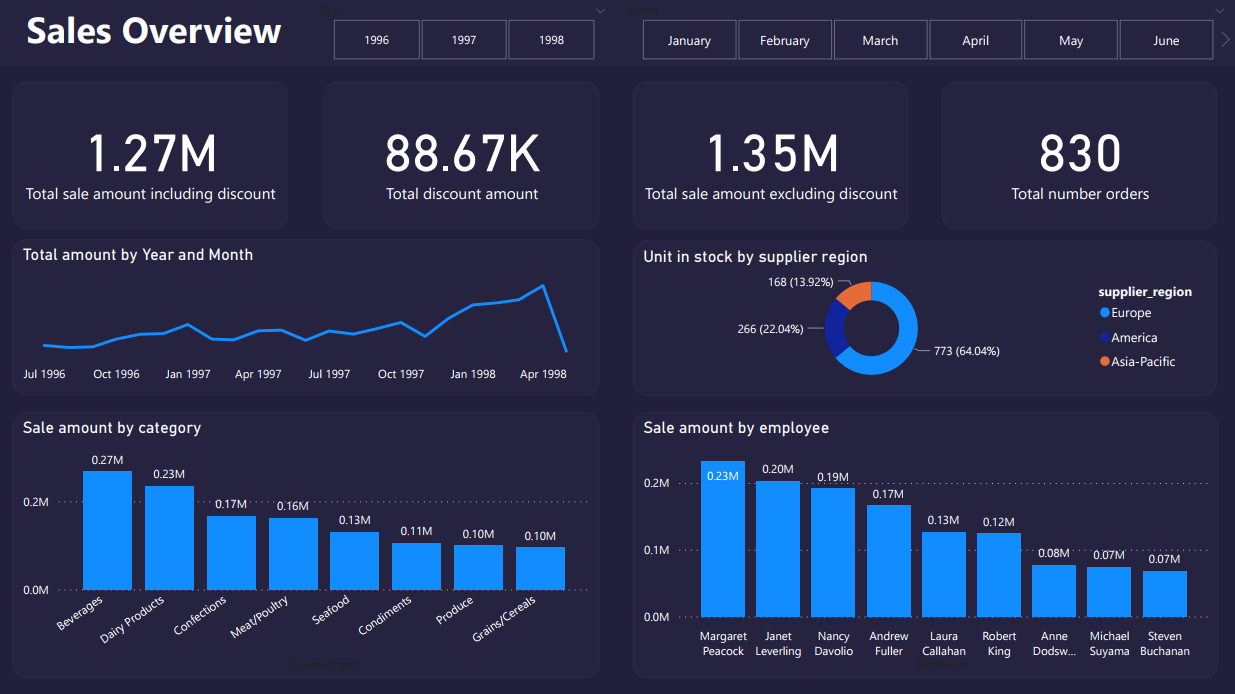 Sales Overview
1996
1997
1998
January
February
March
April
May
June
1.27M
Total sale amount including discount
88.67K
Total discount amount
1.35M
Total sale amount excluding discount
830
Total number orders
Total amount by Year and Month
Jul 1996
Oct 1996
Jan 1997
Apr 1997
Jul 1997
Oct 1997
Jan 1998
Apr 1998
Unit in stock by supplier region
168 (13.92%)
266 (22.04%)
773 (64.04%)
supplier_region
Europe
America
Asia-Pacific
Sale amount by category
0.2M
0.0M
0.27M
0.23M
0.17M
0.16M
0.13M
0.11M
0.10M
0.10M
Beverages
Dairy Products
Confections
Meat/Poultry
Seafood
Condiments
Produce
Grains/Cereals
Sale amount by employee
0.2M
0.1M
0.0M
0.23M
0.20M
0.19M
0.17M
0.13M
0.12M
0.08M
0.07M
0.07M
Margaret
Peacock
Janet
Leverling
Nancy
Davolio
Andrew
Fuller
Laura
Callahan
Robert
King
Anne
Dodsw...
Michael
Suyama
Steven
Buchanan